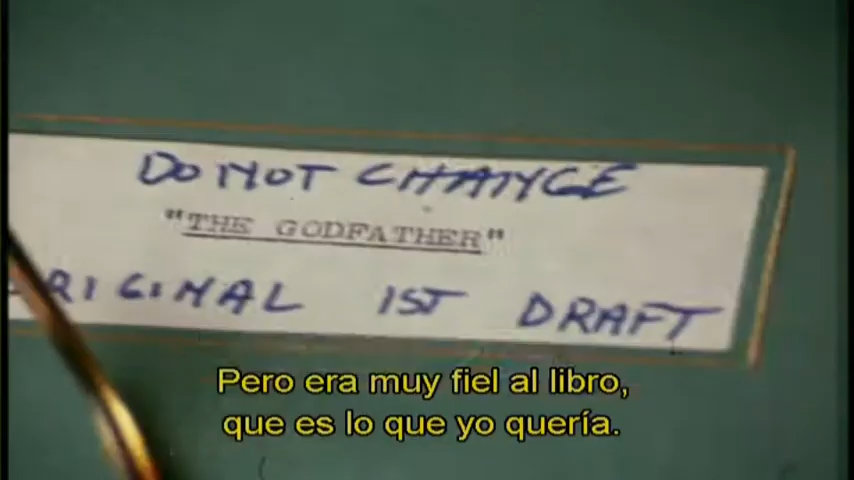 DO NOT CHANGE
"THE GODFATHER"
ORIGINAL 1ST DRAFT
Pero era muy fiel al libro,
que es lo que yo quería.